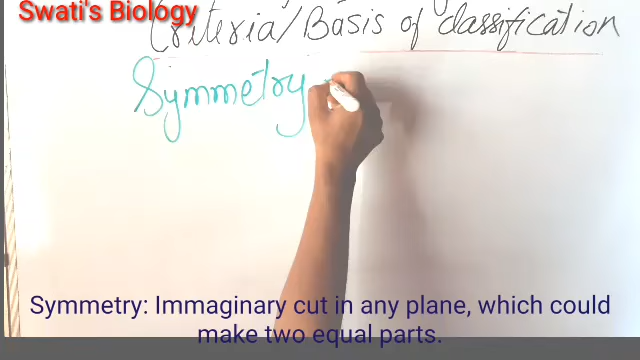 Swati's Biology
Criteria/Basis of classification
Symmetry
Symmetry: Immaginary cut in any plane, which could
make two equal parts.